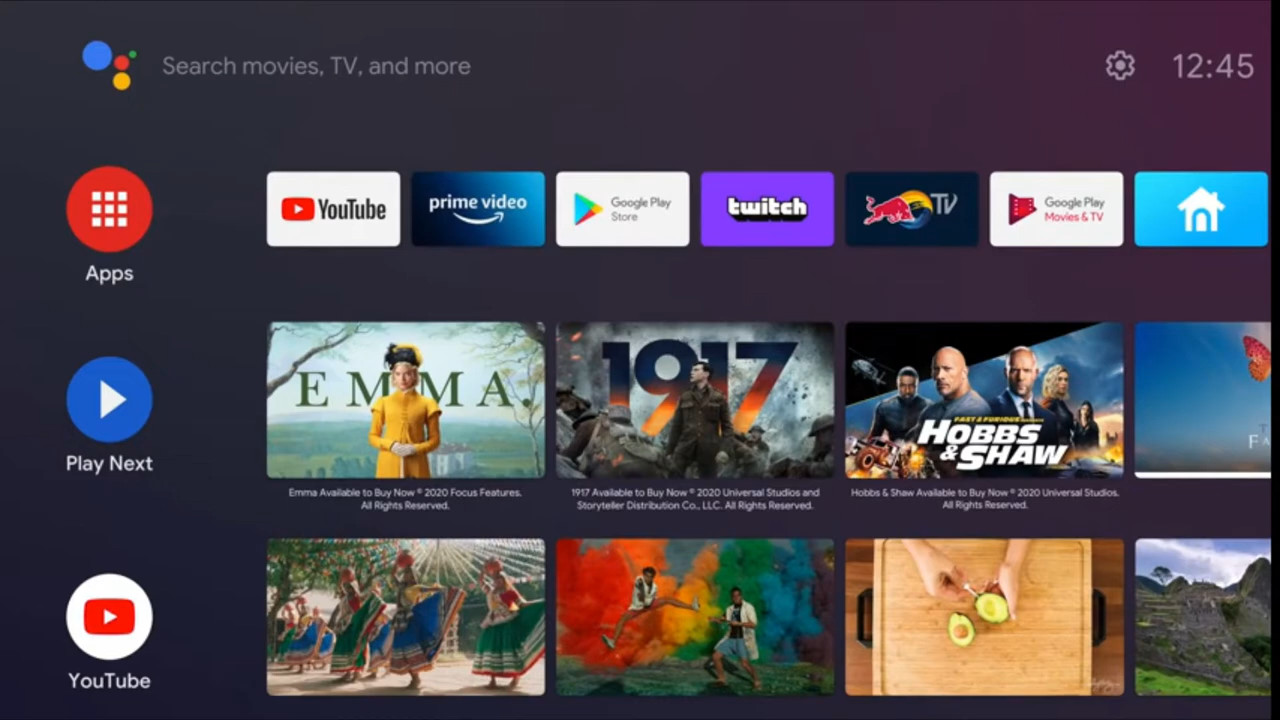 Search movies, TV, and more
12:45
Apps
YouTube
prime video
Google Play
Store
twitch
TV
Google Play
Movies & TV
Play Next
EMMA.
1917
FAST & FURIOUS
HOBBS
& SHAW
Emma Available to Buy Now © 2020 Focus Features.
All Rights Reserved.
1917 Available to Buy Now © 2020 Universal Studios and
Storyteller Distribution Co., LLC. All Rights Reserved.
Hobbs & Shaw Available to Buy Now © 2020 Universal Studios.
All Rights Reserved.
YouTube